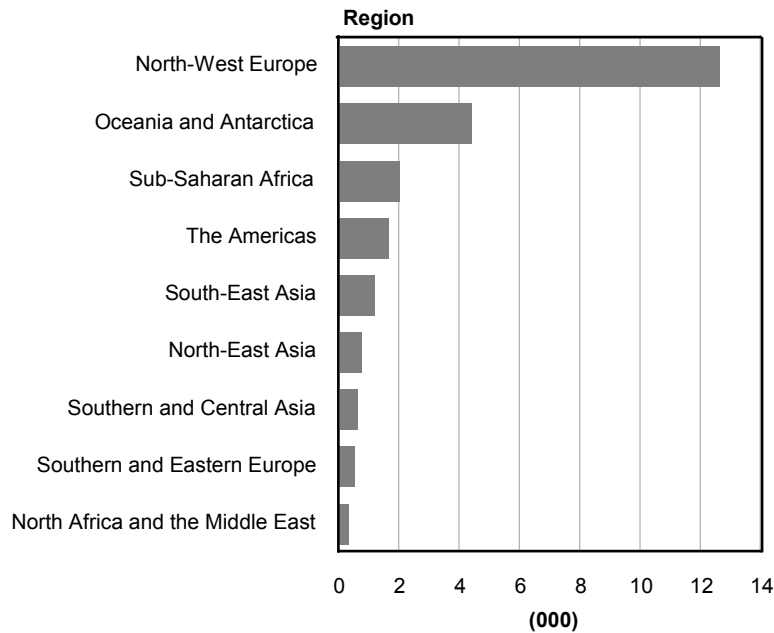 Region
North-West Europe
Oceania and Antarctica
Sub-Saharan Africa
The Americas
South-East Asia
North-East Asia
Southern and Central Asia
Southern and Eastern Europe
North Africa and the Middle East
0 2 4 6 8 10 12 14
(000)